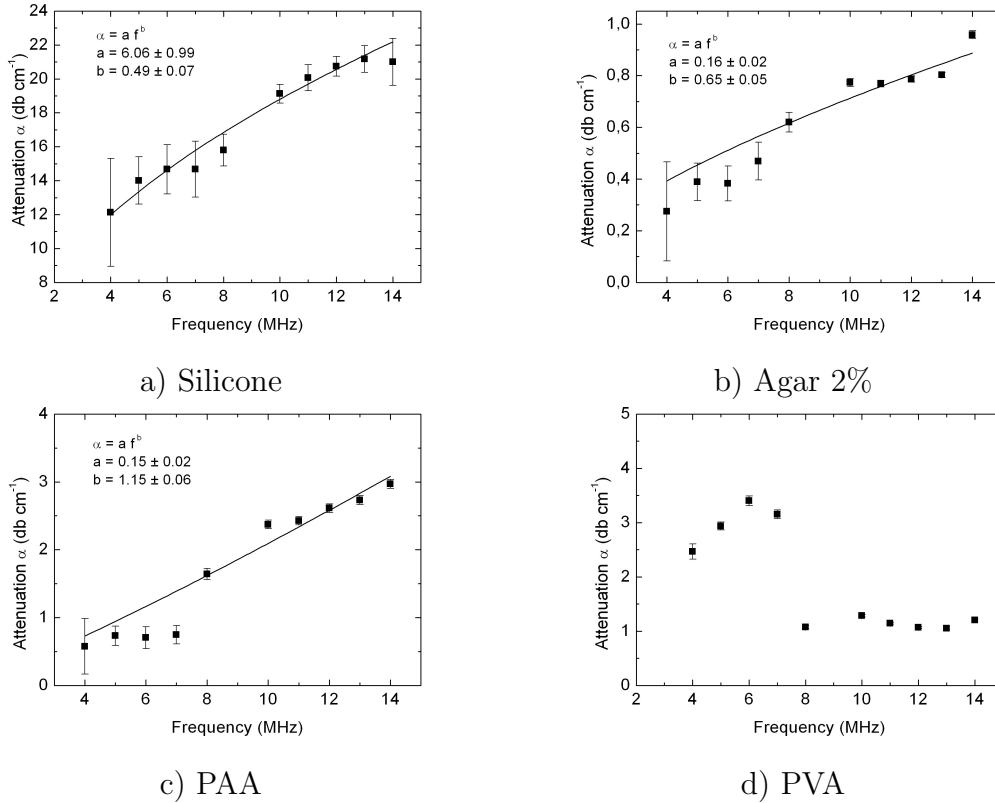 α = a f^b
a = 6.06 ± 0.99
b = 0.49 ± 0.07
Attenuation α (db cm⁻¹)
22
20
18
16
14
12
10
8
2 4 6 8 10 12 14
Frequency (MHz)
a) Silicone
α = a f^b
a = 0.16 ± 0.02
b = 0.65 ± 0.05
Attenuation α (db cm⁻¹)
1,0
0,8
0,6
0,4
0,2
0,0
4 6 8 10 12 14
Frequency (MHz)
b) Agar 2%
α = a f^b
a = 0.15 ± 0.02
b = 1.15 ± 0.06
Attenuation α (db cm⁻¹)
4
3
2
1
0
4 6 8 10 12 14
Frequency (MHz)
c) PAA
Attenuation α (db cm⁻¹)
5
4
3
2
1
0
2 4 6 8 10 12 14
Frequency (MHz)
d) PVA